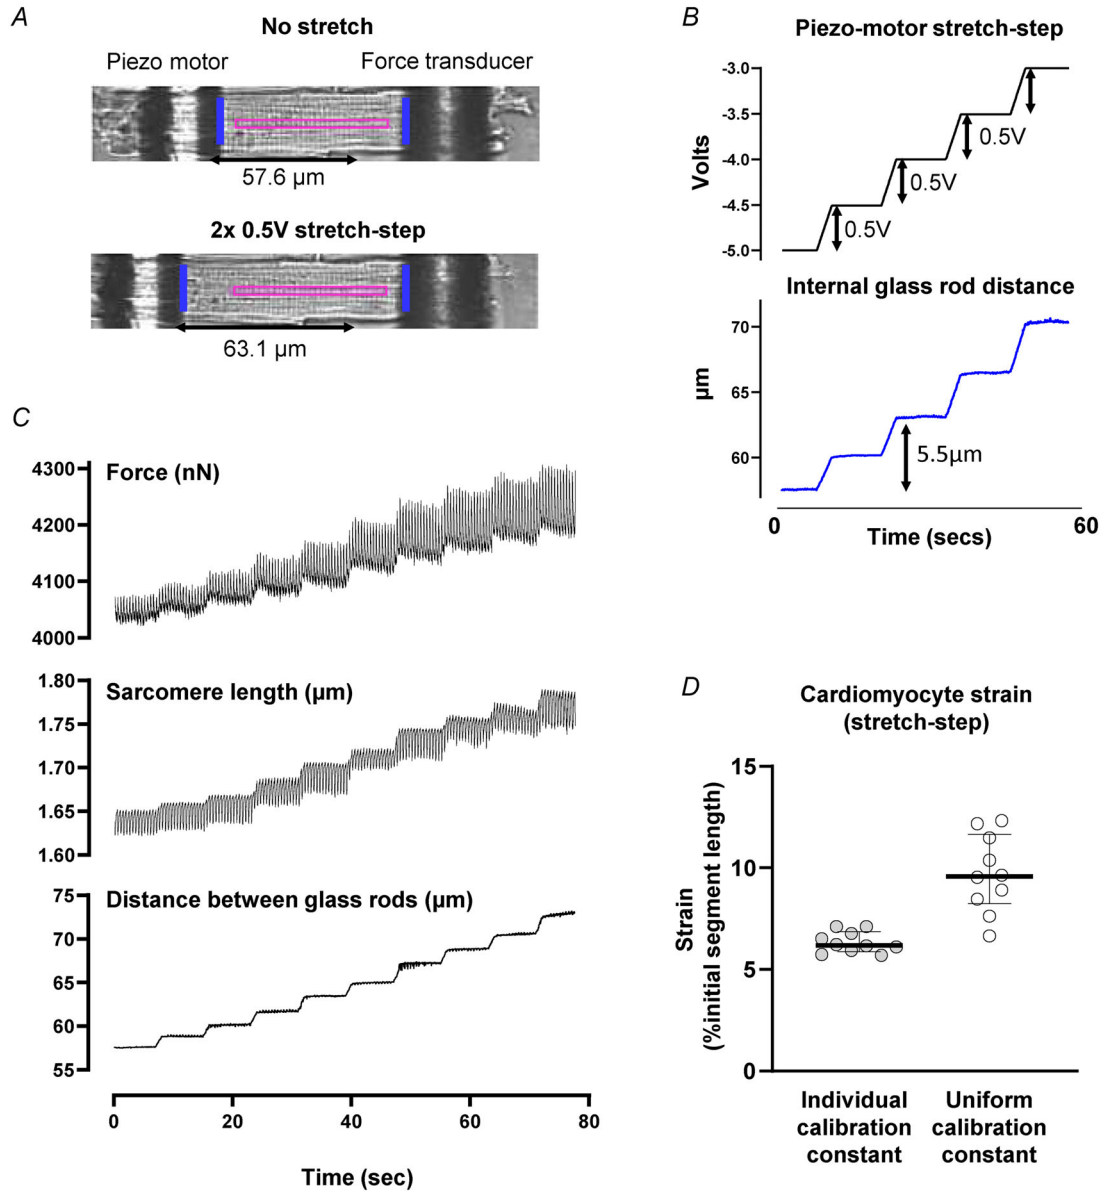 A
No stretch
Piezo motor
Force transducer
57.6 µm
2x 0.5V stretch-step
63.1 µm
B
Piezo-motor stretch-step
Volts
-3.0
-3.5
-4.0
-4.5
-5.0
0.5V
0.5V
0.5V
Internal glass rod distance
µm
70
65
60
5.5µm
0
60
Time (secs)
C
Force (nN)
4300
4200
4100
4000
Sarcomere length (µm)
1.80
1.75
1.70
1.65
1.60
Distance between glass rods (µm)
75
70
65
60
55
0
20
40
60
80
Time (sec)
D
Cardiomyocyte strain
(stretch-step)
Strain
(%initial segment length)
15
10
5
0
Individual
calibration
constant
Uniform
calibration
constant